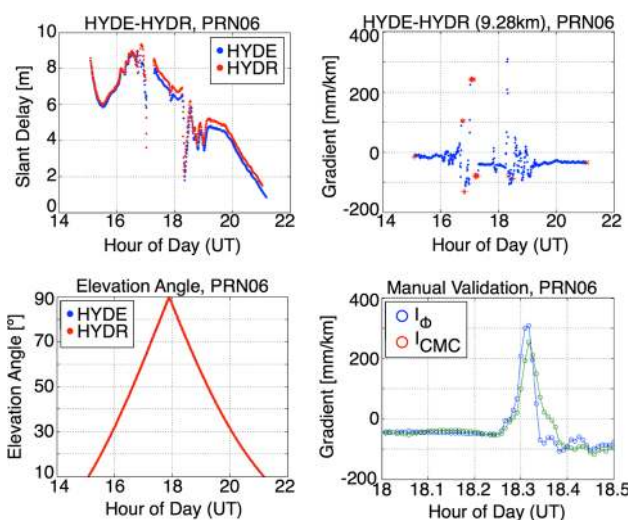 HYDE-HYDR, PRN06
Slant Delay [m]
10
8
6
4
2
0
HYDE
HYDR
14 16 18 20 22
Hour of Day (UT)
HYDE-HYDR (9.28km), PRN06
Gradient [mm/km]
400
200
0
-200
14 16 18 20 22
Hour of Day (UT)
Elevation Angle, PRN06
Elevation Angle [º]
90
70
50
30
10
HYDE
HYDR
14 16 18 20 22
Hour of Day (UT)
Manual Validation, PRN06
Gradient [mm/km]
400
200
0
-200
IΦ
ICMC
18 18.1 18.2 18.3 18.4 18.5
Hour of Day (UT)